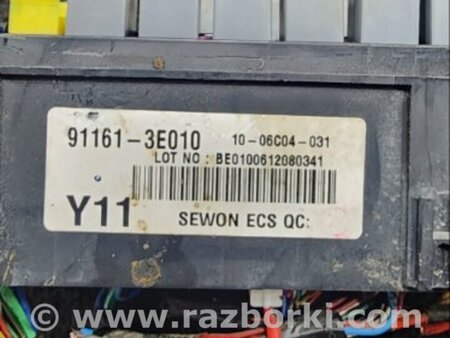 91161-3E010 10-06C04-031
LOT NO : BE0100612080341
Y11 SEWON ECS QC:
www.razborki.com